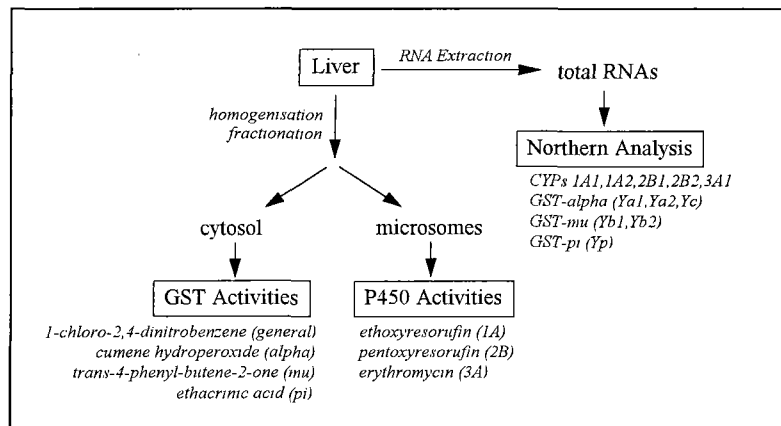 Liver
RNA Extraction
total RNAs
homogenisation
fractionation
Northern Analysis
CYPs 1A1,1A2,2B1,2B2,3A1
GST-alpha (Ya1,Ya2,Yc)
GST-mu (Yb1,Yb2)
GST-pi (Yp)
cytosol
microsomes
GST Activities
1-chloro-2,4-dinitrobenzene (general)
cumene hydroperoxide (alpha)
trans-4-phenyl-butene-2-one (mu)
ethacrinic acid (pi)
P450 Activities
ethoxyresorufin (1A)
pentoxyresorufin (2B)
erythromycin (3A)